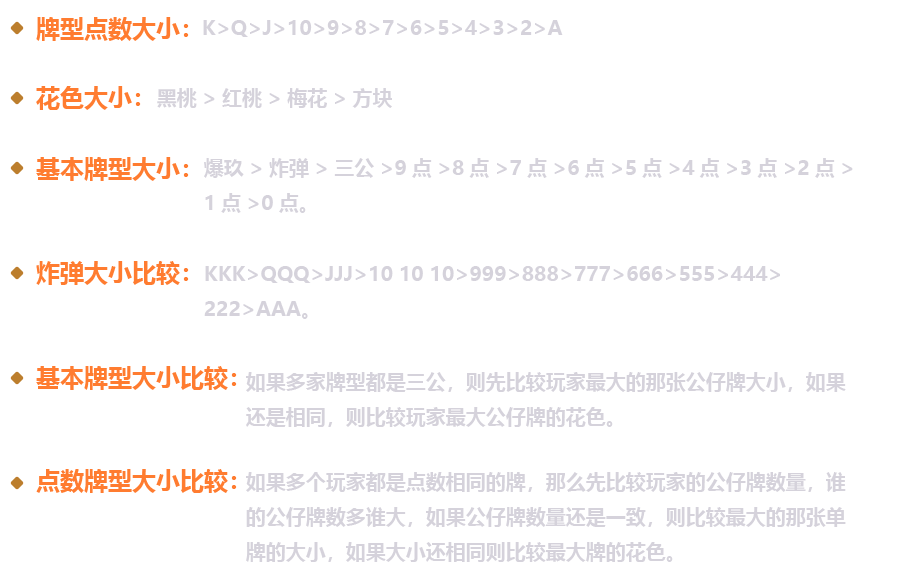 牌型点数大小：K>Q>J>10>9>8>7>6>5>4>3>2>A
花色大小：黑桃 > 红桃 > 梅花 > 方块
基本牌型大小：爆玖 > 炸弹 > 三公 >9 点 >8 点 >7 点 >6 点 >5 点 >4 点 >3 点 >2 点 >
1 点 >0 点。
炸弹大小比较：KKK>QQQ>JJJ>10 10 10>999>888>777>666>555>444>
222>AAA。
基本牌型大小比较：如果多家牌型都是三公，则先比较玩家最大的那张公仔牌大小，如果
还是相同，则比较玩家最大公仔牌的花色。
点数牌型大小比较：如果多个玩家都是点数相同的牌，那么先比较玩家的公仔牌数量，谁
的公仔牌数多谁大，如果公仔牌数量还是一致，则比较最大的那张单
牌的大小，如果大小还相同则比较最大牌的花色。